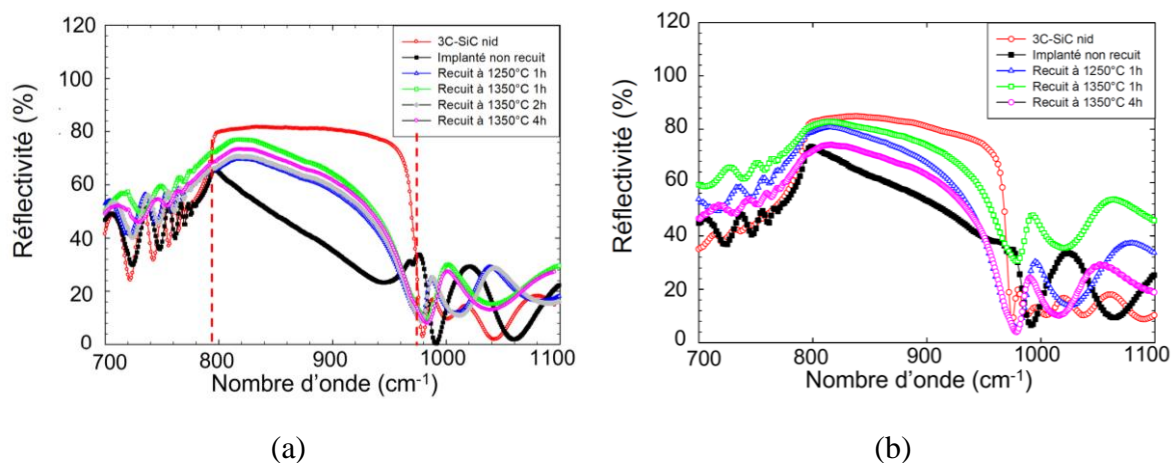 (a)
120
100
80
60
40
20
0
Réflectivité (%)
3C-SiC nid
Implanté non recuit
Recuit à 1250°C 1h
Recuit à 1350°C 1h
Recuit à 1350°C 2h
Recuit à 1350°C 4h
700 800 900 1000 1100
Nombre d'onde (cm-1)
(a)
(b)
120
100
80
60
40
20
0
Réflectivité (%)
3C-SiC nid
Implanté non recuit
Recuit à 1250°C 1h
Recuit à 1350°C 1h
Recuit à 1350°C 4h
700 800 900 1000 1100
Nombre d'onde (cm-1)
(b)